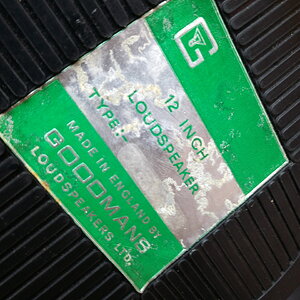 12 INCH
LOUDSPEAKER
TYPE:
MADE IN ENGLAND BY
GOODMANS
LOUDSPEAKERS LTD.